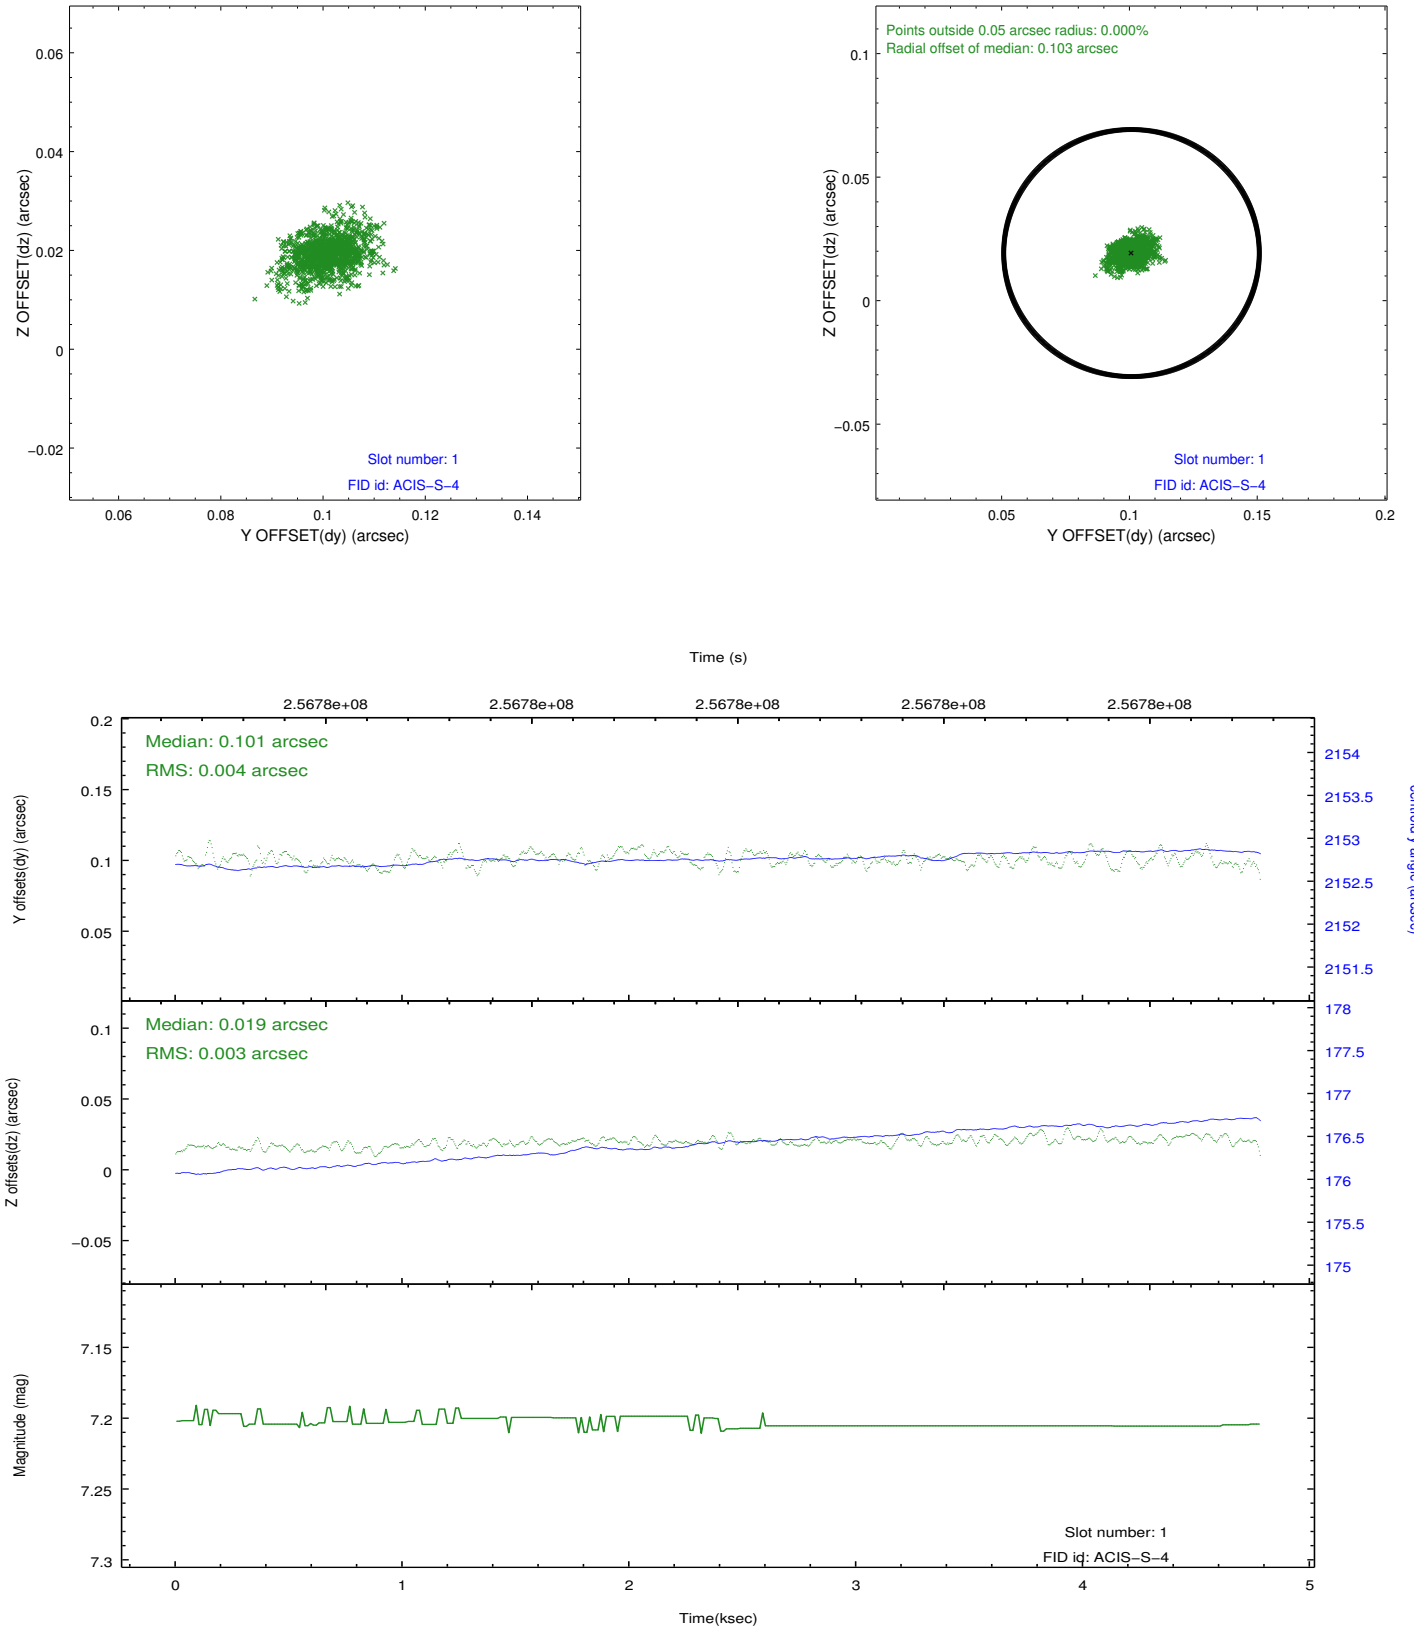 0.06
0.04
0.02
0
−0.02
Z OFFSET(dz) (arcsec)
Slot number: 1
FID id: ACIS−S−4
0.06 0.08 0.1 0.12 0.14
Y OFFSET(dy) (arcsec)
Points outside 0.05 arcsec radius: 0.000%
Radial offset of median: 0.103 arcsec
0.1
0.05
0
−0.05
Z OFFSET(dz) (arcsec)
Slot number: 1
FID id: ACIS−S−4
0.05 0.1 0.15 0.2
Y OFFSET(dy) (arcsec)
Time (s)
2.5678e+08 2.5678e+08 2.5678e+08 2.5678e+08 2.5678e+08
Median: 0.101 arcsec
RMS: 0.004 arcsec
0.2
0.15
0.1
0.05
Y offsets(dy) (arcsec)
2154
2153.5
2153
2152.5
2152
2151.5
centroid y angle (arcsec)
Median: 0.019 arcsec
RMS: 0.003 arcsec
0.1
0.05
0
−0.05
Z offsets(dz) (arcsec)
178
177.5
177
176.5
176
175.5
175
7.15
7.2
7.25
7.3
Magnitude (mag)
Slot number: 1
FID id: ACIS−S−4
0 1 2 3 4 5
Time(ksec)